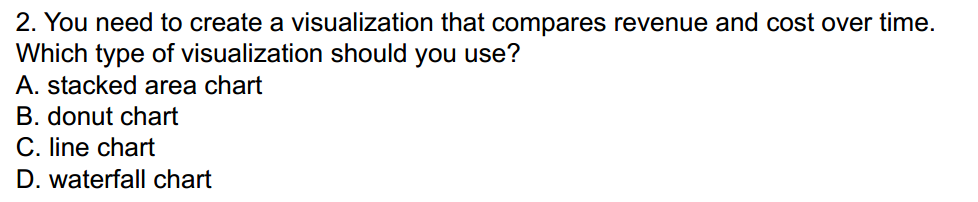 2. You need to create a visualization that compares revenue and cost over time.
Which type of visualization should you use?
A. stacked area chart
B. donut chart
C. line chart
D. waterfall chart